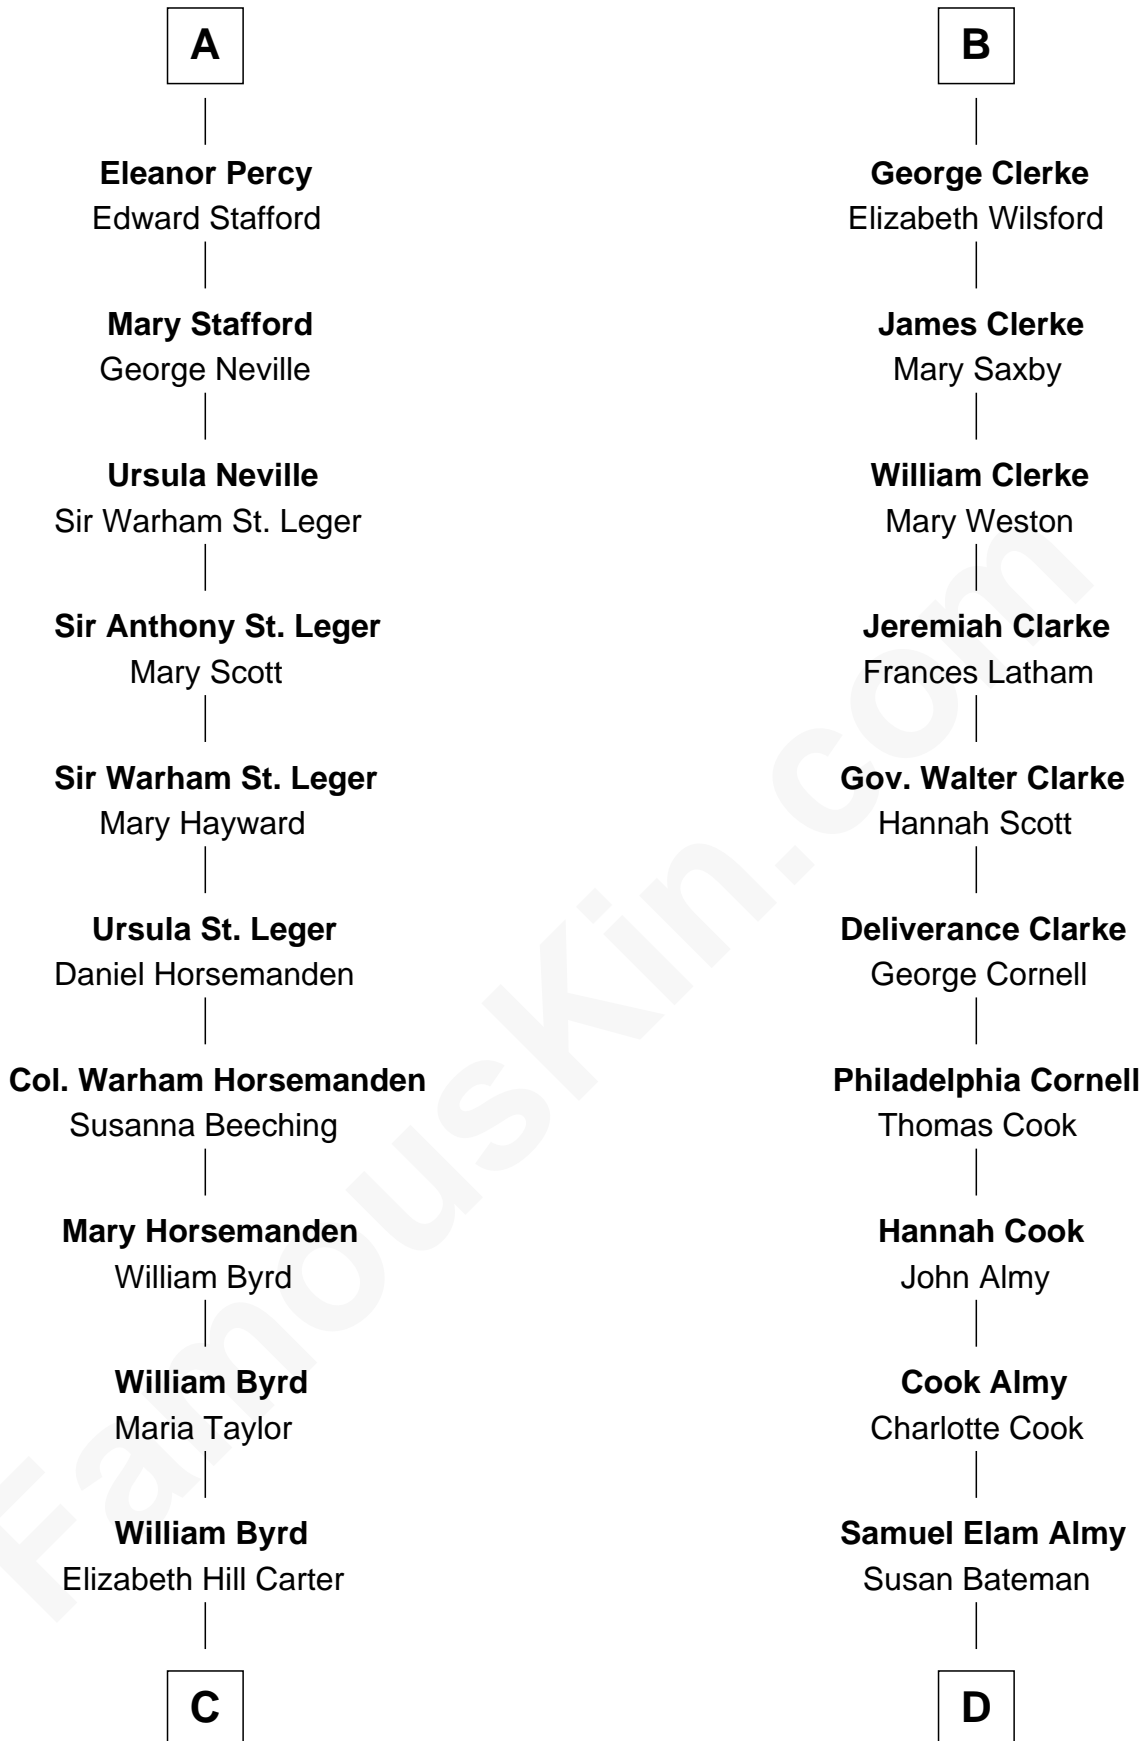 A
Eleanor Percy
Edward Stafford
Mary Stafford
George Neville
Ursula Neville
Sir Warham St. Leger
Sir Anthony St. Leger
Mary Scott
Sir Warham St. Leger
Mary Hayward
Ursula St. Leger
Daniel Horsemanden
Col. Warham Horsemanden
Susanna Beeching
Mary Horsemanden
William Byrd
William Byrd
Maria Taylor
William Byrd
Elizabeth Hill Carter
C
B
George Clerke
Elizabeth Wilsford
James Clerke
Mary Saxby
William Clerke
Mary Weston
Jeremiah Clarke
Frances Latham
Gov. Walter Clarke
Hannah Scott
Deliverance Clarke
George Cornell
Philadelphia Cornell
Thomas Cook
Hannah Cook
John Almy
Cook Almy
Charlotte Cook
Samuel Elam Almy
Susan Bateman
D
FamousKin.com